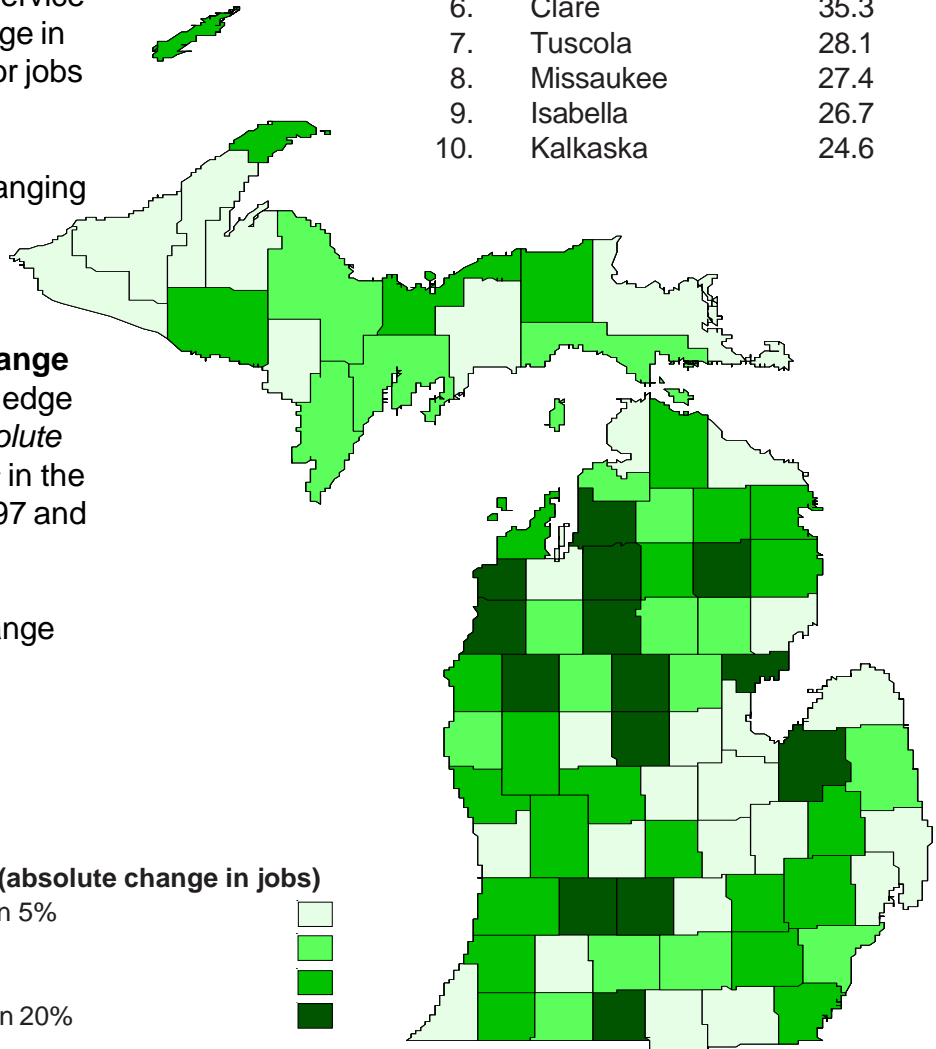 ervice
ge in
or jobs
anging
ange
edge
olute
in the
97 and
ange
6. Clare 35.3
7. Tuscola 28.1
8. Missaukee 27.4
9. Isabella 26.7
10. Kalkaska 24.6
(absolute change in jobs)
n 5%
n 20%